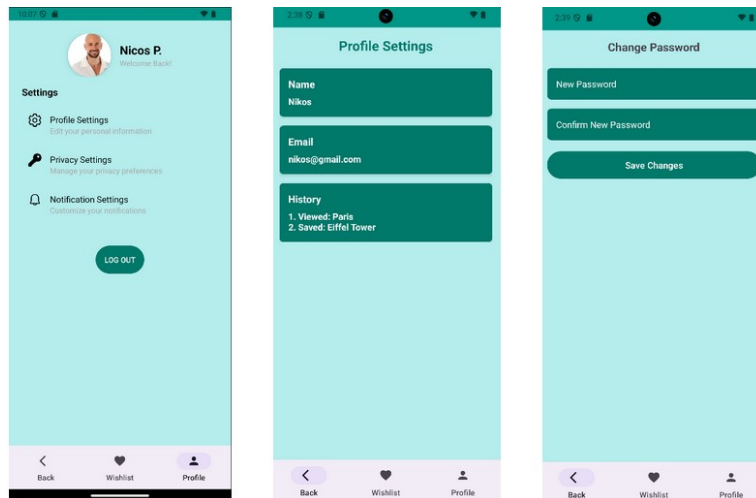 10:07
Nicos P.
Welcome Back!
Settings
Profile Settings
Edit your personal information
Privacy Settings
Manage your privacy preferences
Notification Settings
Customize your notifications
LOG OUT
Back Wishlist Profile
2:38
Profile Settings
Name
Nikos
Email
nikos@gmail.com
History
1. Viewed: Paris
2. Saved: Eiffel Tower
Back Wishlist Profile
2:39
Change Password
New Password
Confirm New Password
Save Changes
Back Wishlist Profile